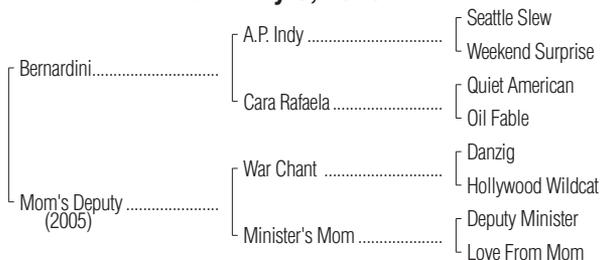 Seattle Slew
A.P. Indy
Weekend Surprise
Bernardini
Quiet American
Cara Rafaela
Oil Fable
Danzig
War Chant
Hollywood Wildcat
Mom's Deputy
(2005)
Deputy Minister
Minister's Mom
Love From Mom